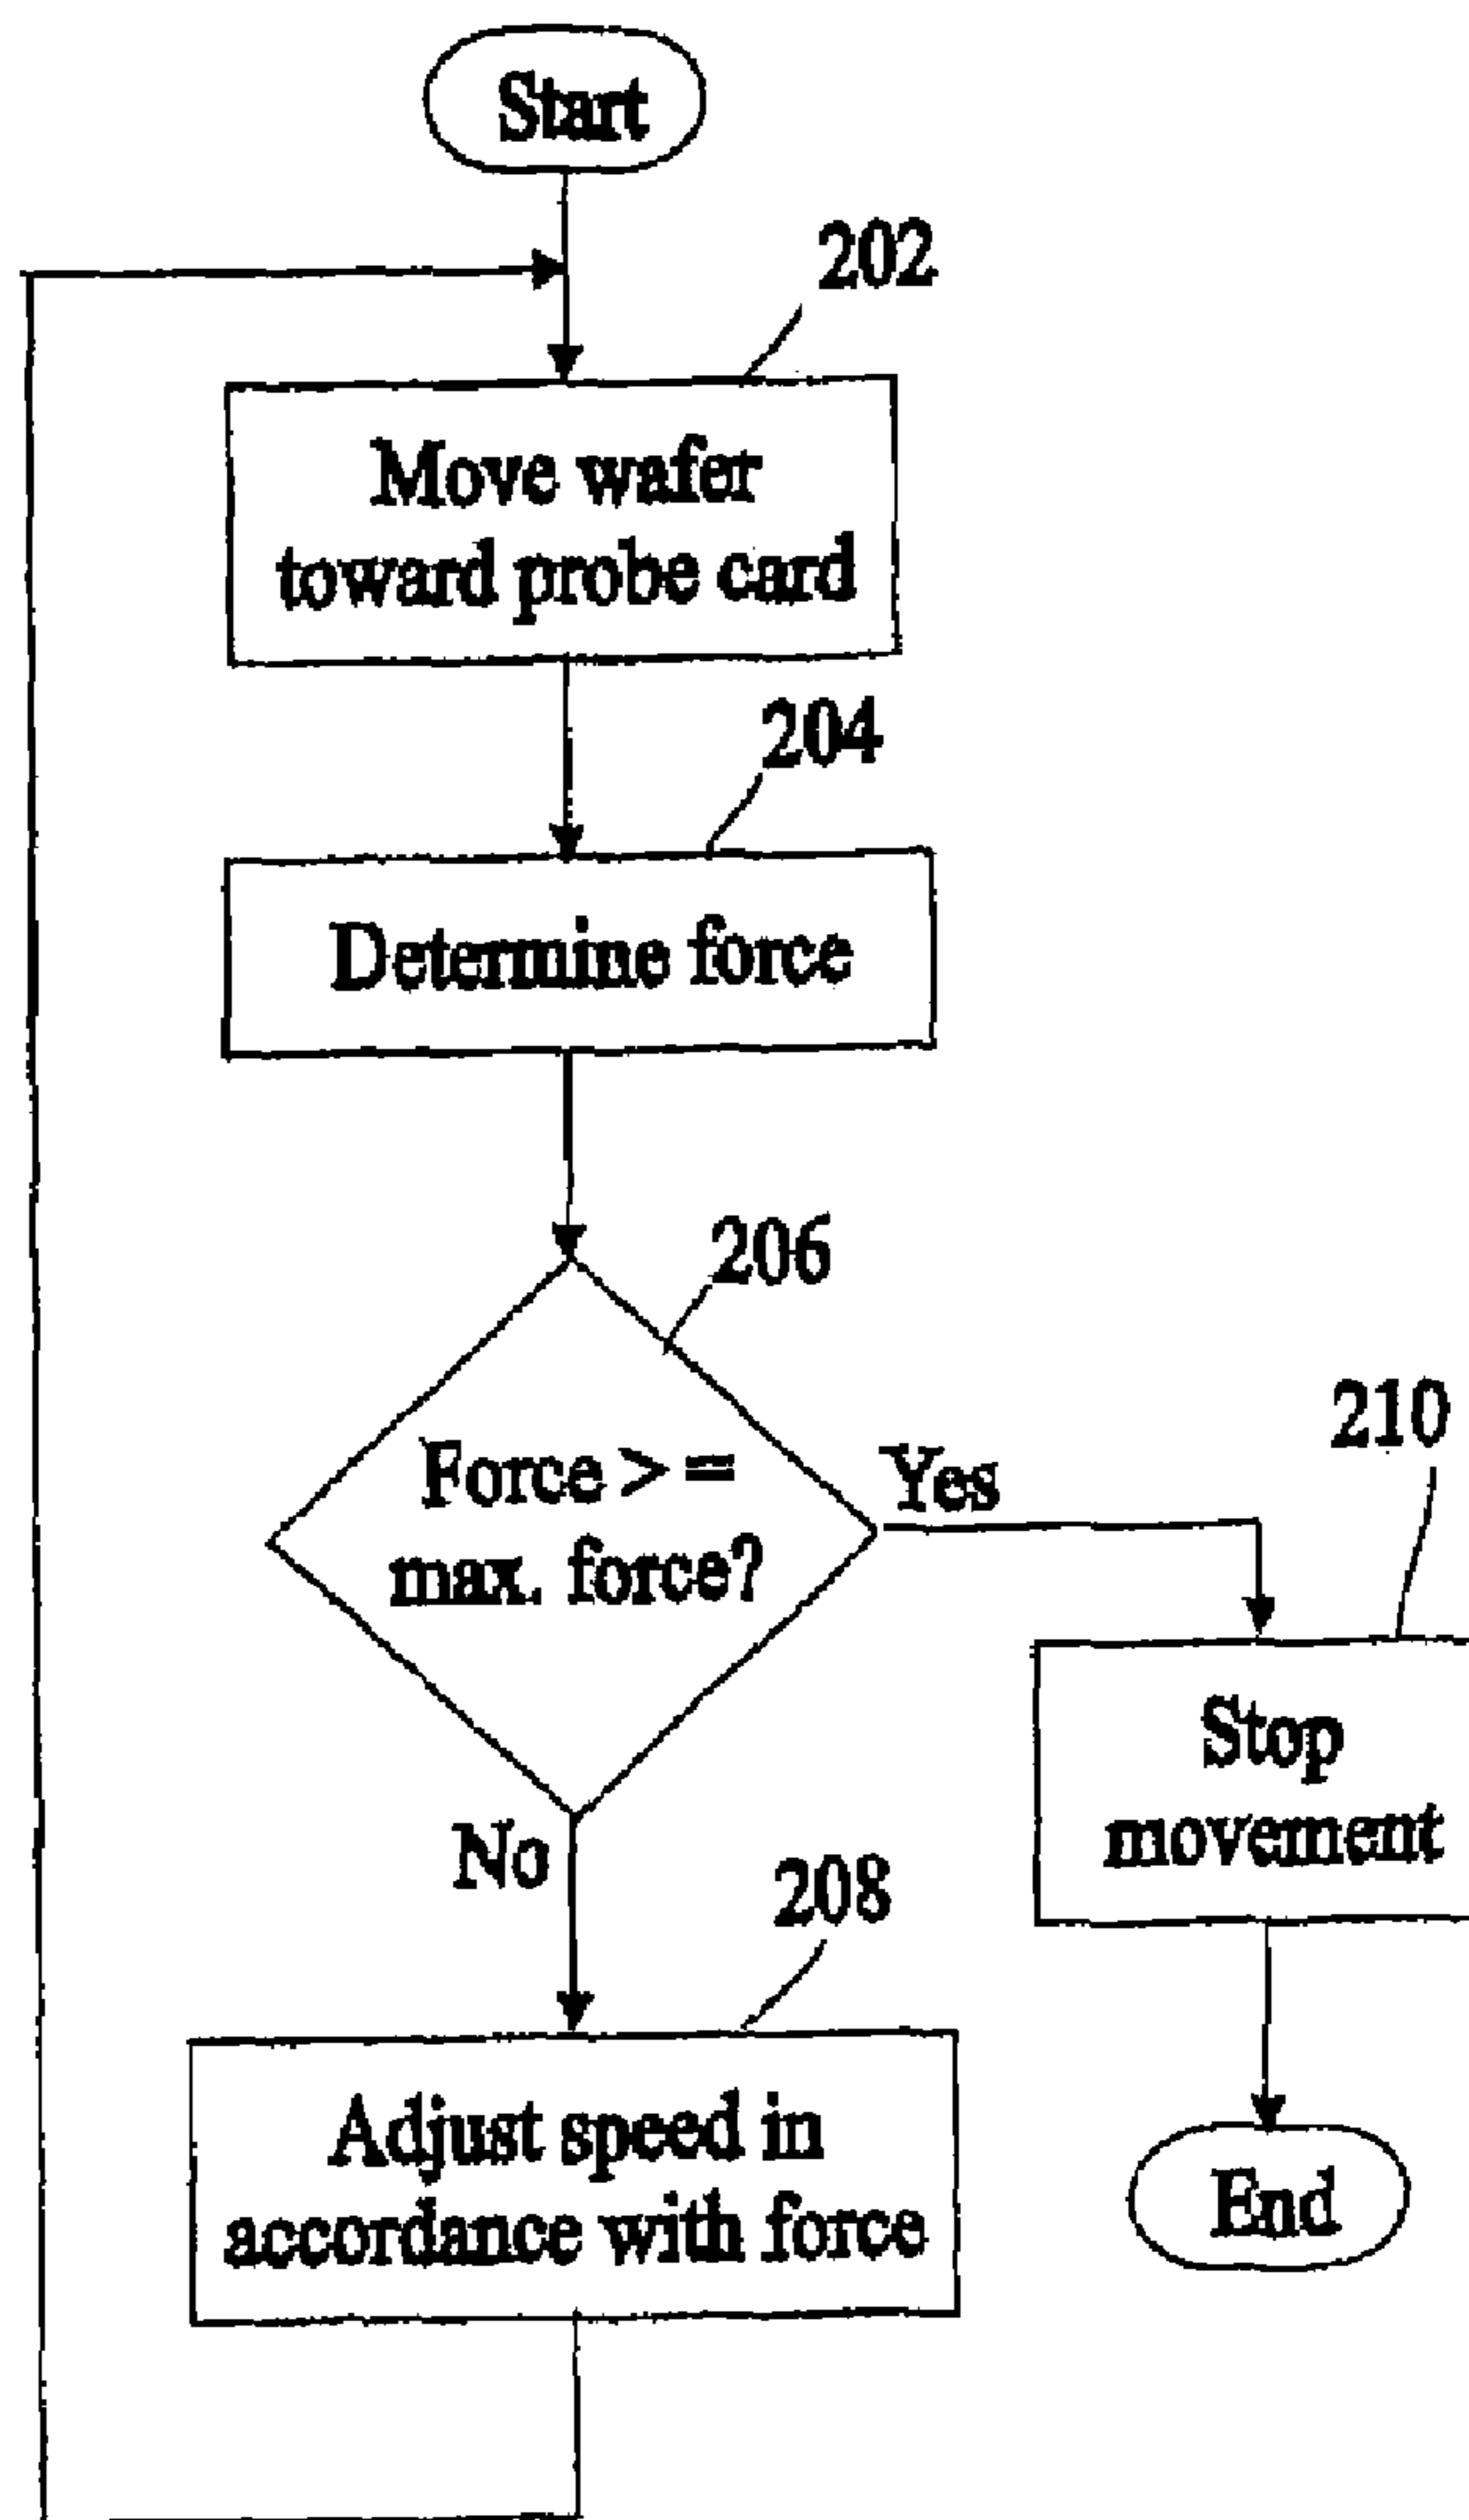 Start
202
Move wafer
toward probe card
204
Determine force
206
Force >=
max. force?
Yes
210
Stop
movement
No
208
Adjust speed in
accordance with force
End